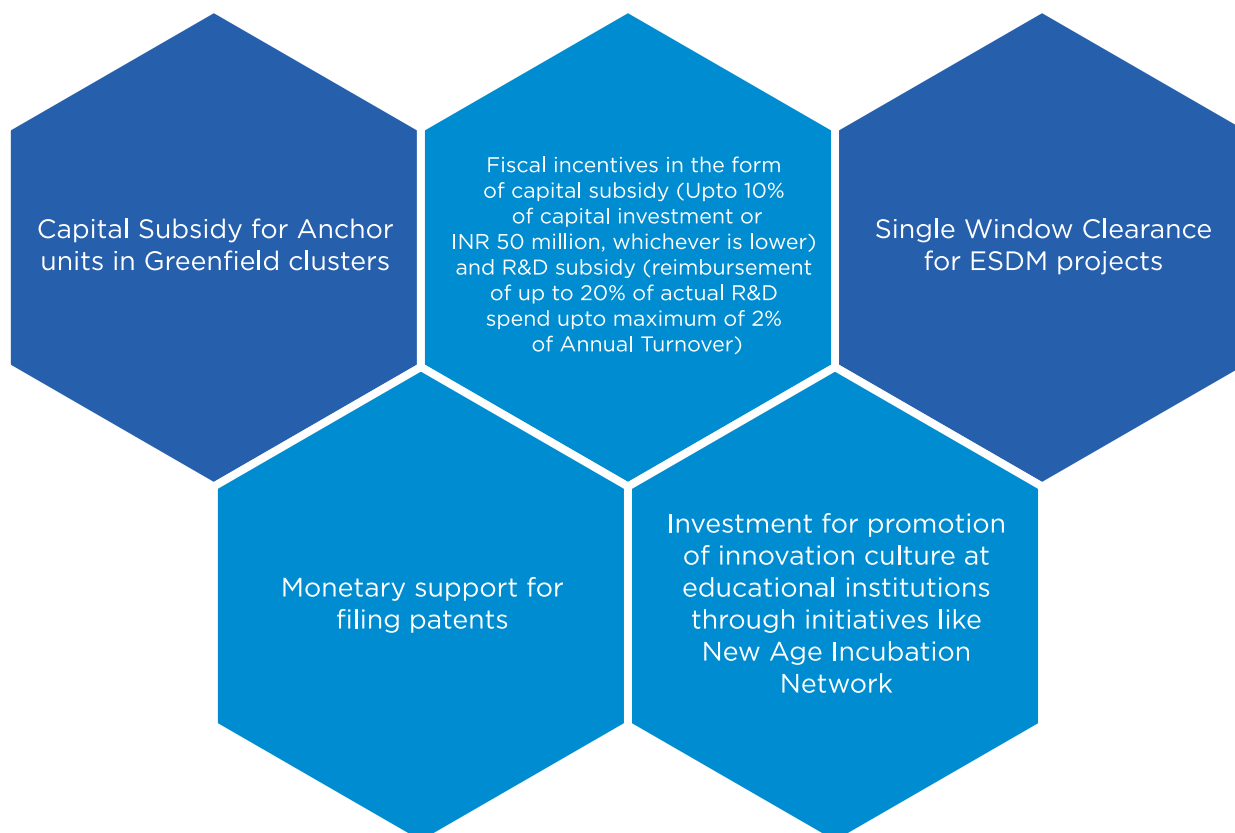 Capital Subsidy for Anchor
units in Greenfield clusters
Fiscal incentives in the form
of capital subsidy (Upto 10%
of capital investment or
INR 50 million, whichever is lower)
and R&D subsidy (reimbursement
of up to 20% of actual R&D
spend upto maximum of 2%
of Annual Turnover)
Single Window Clearance
for ESDM projects
Monetary support for
filing patents
Investment for promotion
of innovation culture at
educational institutions
through initiatives like
New Age Incubation
Network